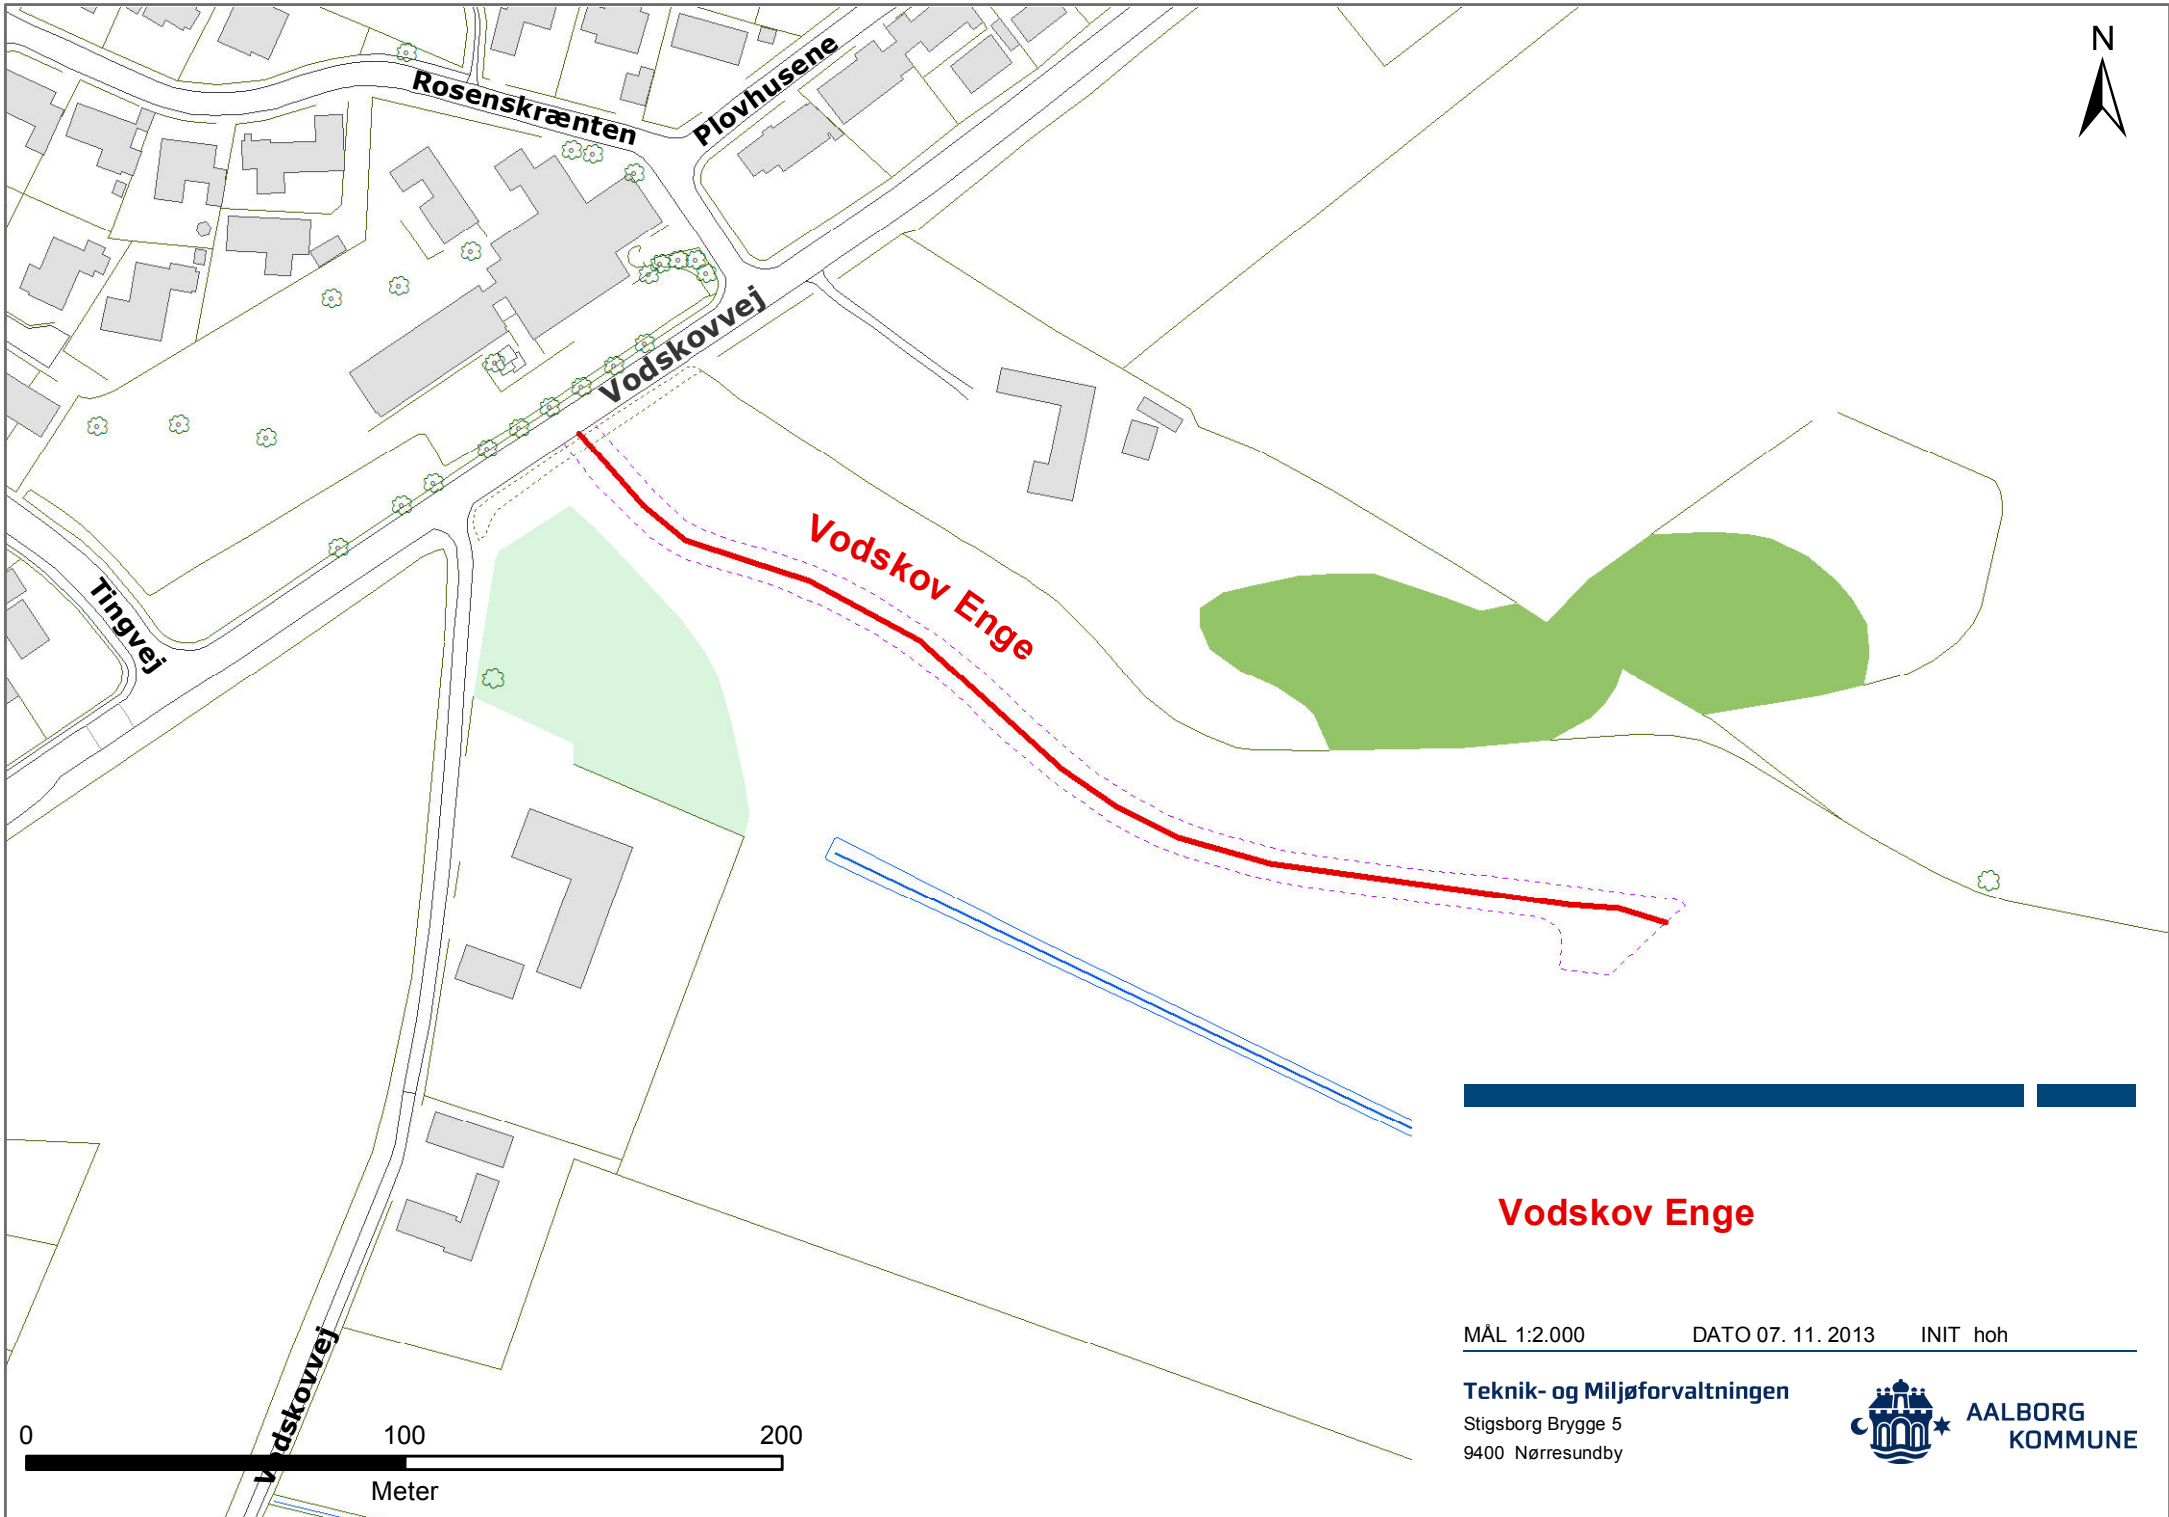 N
Rosenskrænten
Plovhusene
Vodskovvej
Vodskov Enge
Tingvej
Vodskovvej
0 100 200
Meter
Vodskov Enge
MÅL 1:2.000 DATO 07. 11. 2013 INIT hoh
Teknik- og Miljøforvaltningen
Stigsborg Brygge 5
9400 Nørresundby
AALBORG
KOMMUNE